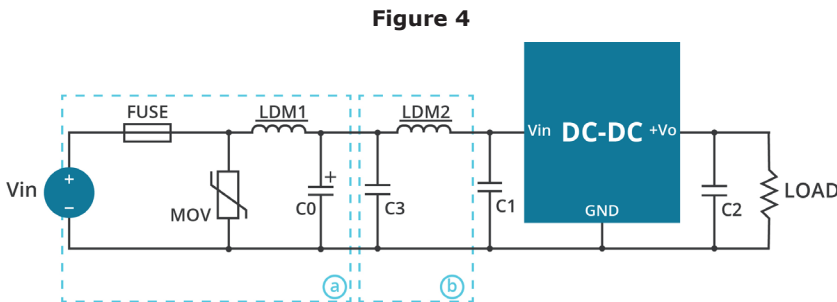 Figure 4
FUSE
LDM1
LDM2
Vin
+
−
MOV
C0
+
C3
C1
Vin
DC-DC
+Vo
GND
C2
LOAD
a
b